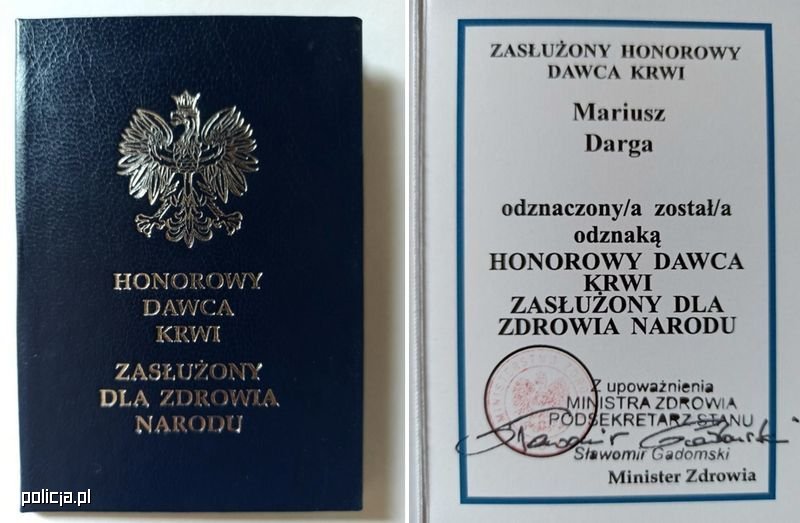 HONOROWY
DAWCA
KRWI
ZASŁUŻONY
DLA ZDROWIA
NARODU
policja.pl
ZASŁUŻONY HONOROWY
DAWCA KRWI
Mariusz
Darga
odznaczony/a został/a
odznaką
HONOROWY DAWCA
KRWI
ZASŁUŻONY DLA
ZDROWIA NARODU
Z upoważnienia
MINISTRA ZDROWIA
PODSEKRETARZ STANU
Sławomir Gadomski
Minister Zdrowia